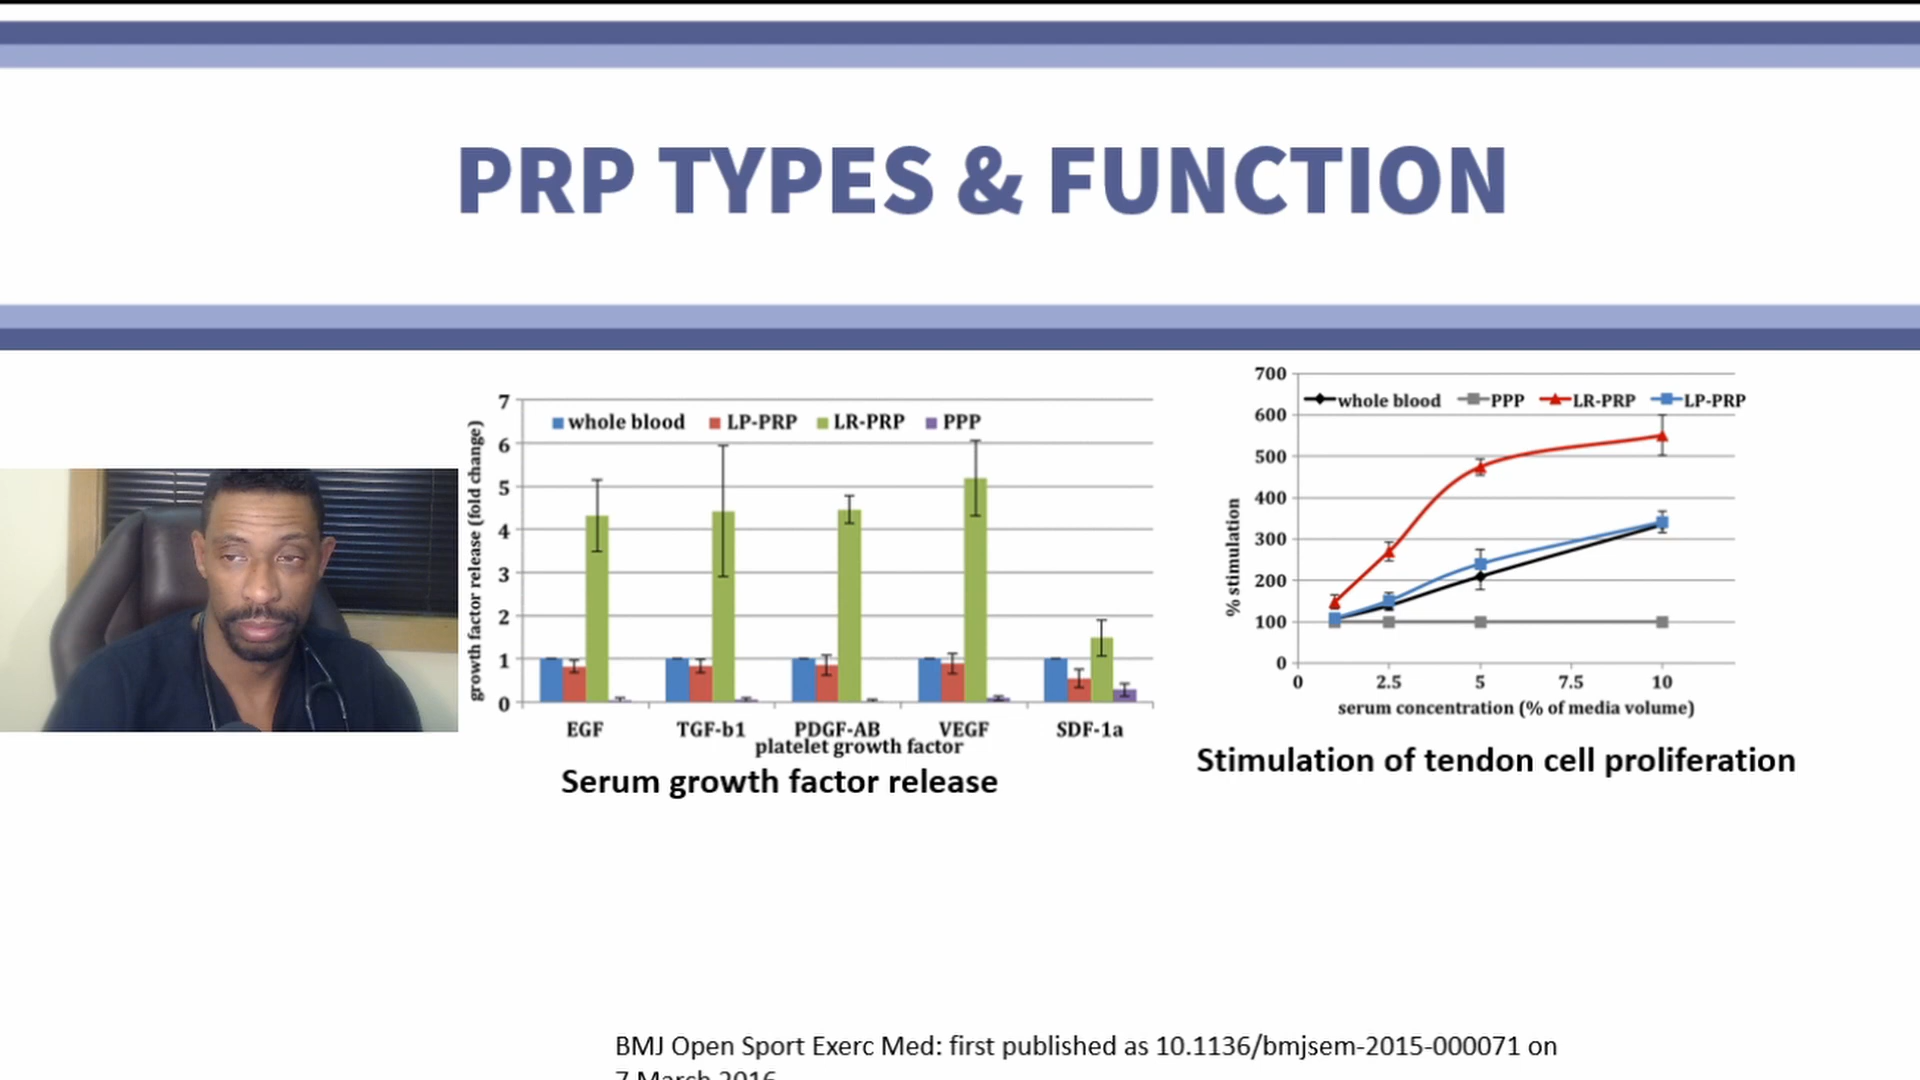 PRP TYPES & FUNCTION
7
whole blood LP-PRP LR-PRP PPP
6
5
4
3
2
1
0
growth factor release (fold change)
EGF TGF-b1 PDGF-AB VEGF SDF-1a
platelet growth factor
Serum growth factor release
700
whole blood PPP LR-PRP LP-PRP
600
500
400
300
200
100
0
% stimulation
0 2.5 5 7.5 10
serum concentration (% of media volume)
Stimulation of tendon cell proliferation
BMJ Open Sport Exerc Med: first published as 10.1136/bmjsem-2015-000071 on
7 March 2016